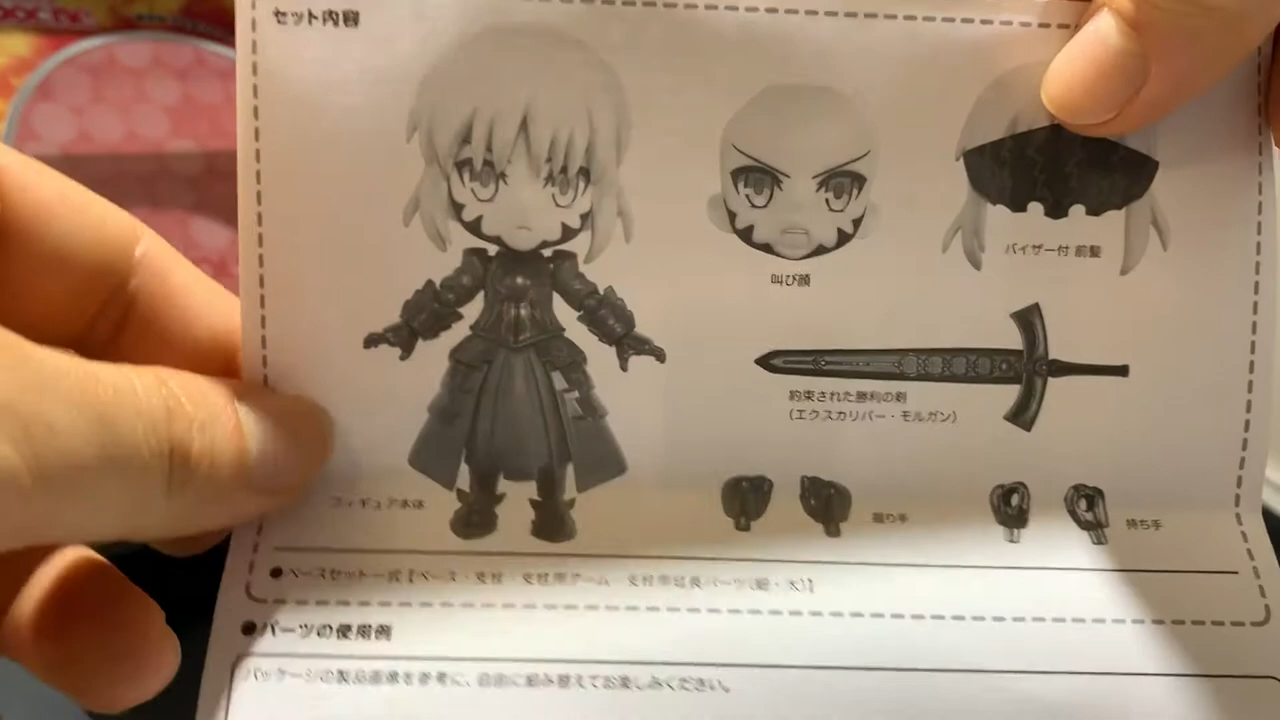 セット内容
叫び顔
バイザー付 前髪
約束された勝利の剣
(エクスカリバー・モルガン)
フィギュア本体
握り手
持ち手
●ベースセット一式【ベース・支柱・支柱用アーム・支柱用延長パーツ(細・太)】
●パーツの使用例
パッケージの製品画像を参考に、自由に組み替えてお楽しみください。